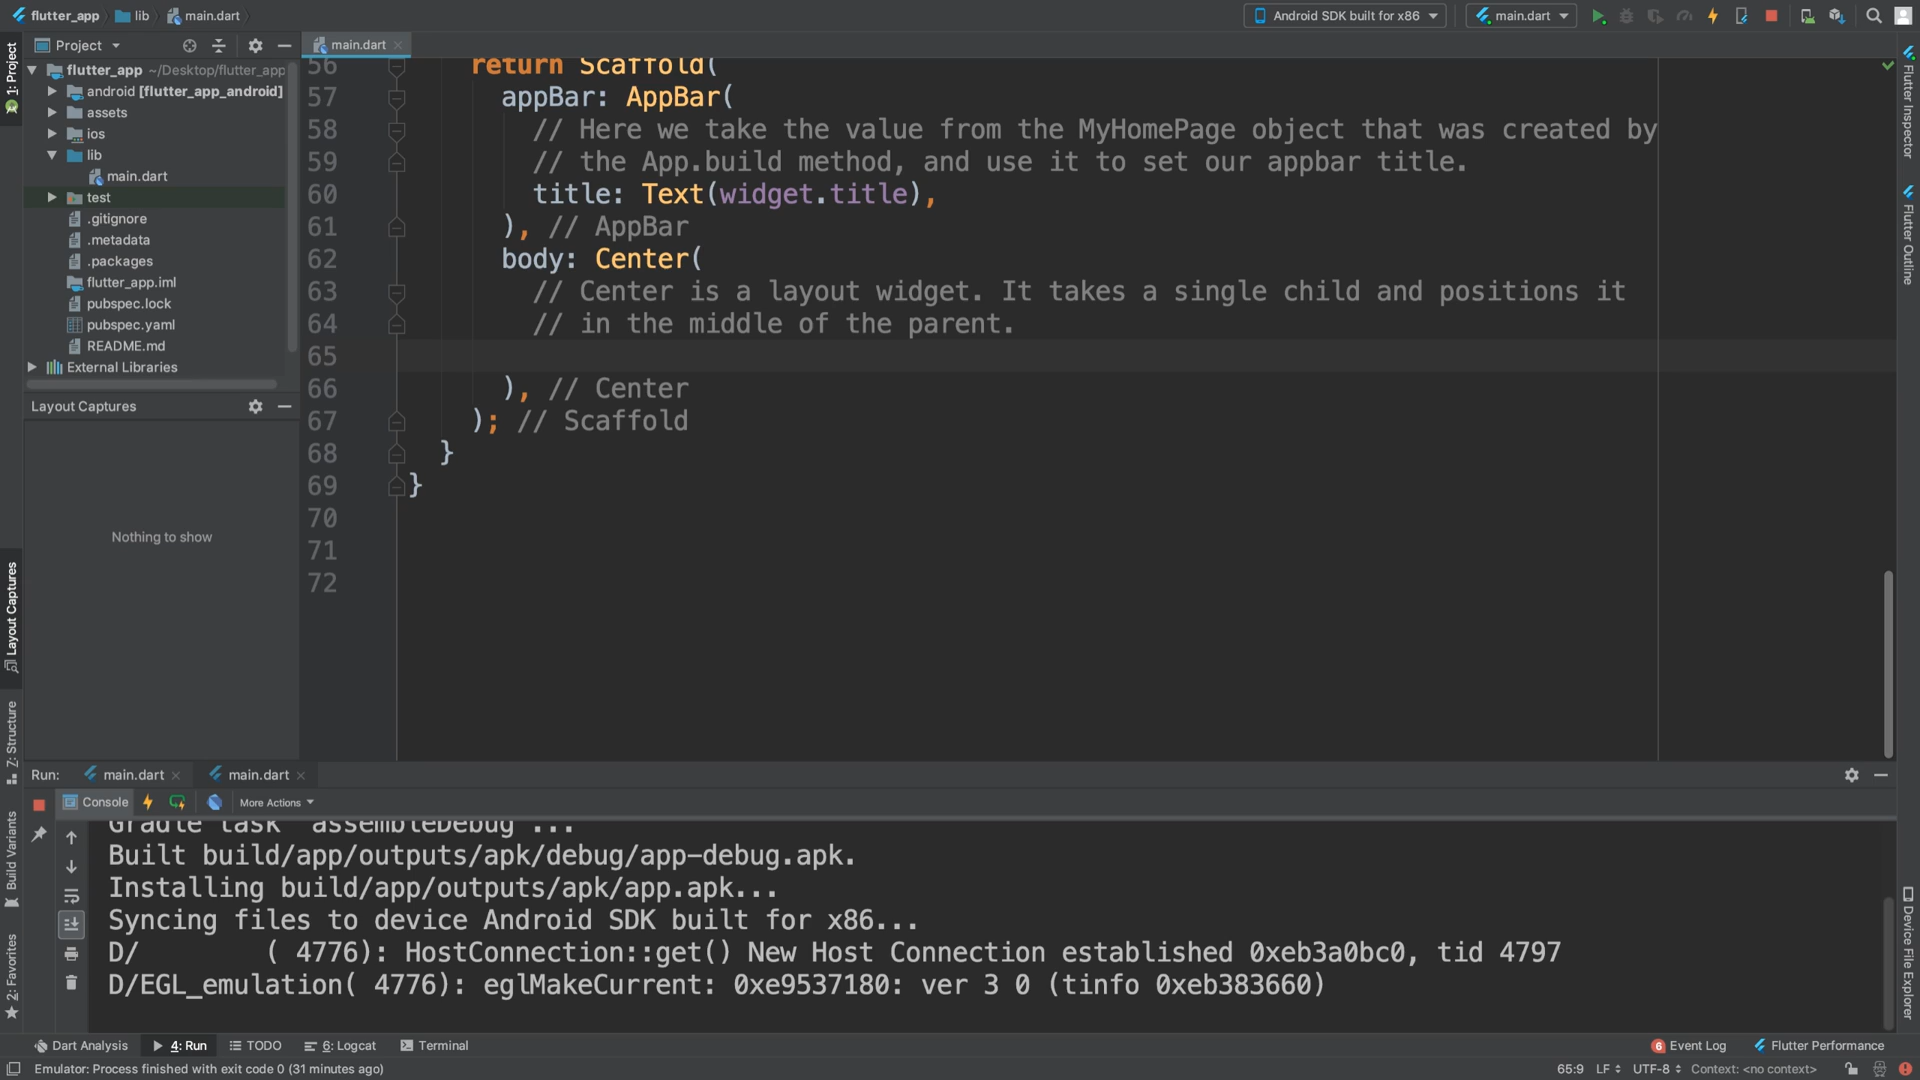 flutter_app
lib
main.dart
Android SDK built for x86
main.dart
1: Project
Project
main.dart
flutter_app ~/Desktop/flutter_app
android [flutter_app_android]
assets
ios
lib
main.dart
test
.gitignore
.metadata
.packages
flutter_app.iml
pubspec.lock
pubspec.yaml
README.md
External Libraries
Layout Captures
Nothing to show
Layout Captures
Z: Structure
Build Variants
2: Favorites
56 return Scaffold(
57 appBar: AppBar(
58 // Here we take the value from the MyHomePage object that was created by
59 // the App.build method, and use it to set our appbar title.
60 title: Text(widget.title),
61 ), // AppBar
62 body: Center(
63 // Center is a layout widget. It takes a single child and positions it
64 // in the middle of the parent.
65
66 ), // Center
67 ); // Scaffold
68 }
69 }
70
71
72
Flutter Inspector
Flutter Outline
Device File Explorer
Run: main.dart main.dart
Console More Actions
Gradle task 'assembleDebug'...
Built build/app/outputs/apk/debug/app-debug.apk.
Installing build/app/outputs/apk/app.apk...
Syncing files to device Android SDK built for x86...
D/ ( 4776): HostConnection::get() New Host Connection established 0xeb3a0bc0, tid 4797
D/EGL_emulation( 4776): eglMakeCurrent: 0xe9537180: ver 3 0 (tinfo 0xeb383660)
Dart Analysis 4: Run TODO 6: Logcat Terminal 6 Event Log Flutter Performance
Emulator: Process finished with exit code 0 (31 minutes ago) 65:9 LF UTF-8 Context: <no context>